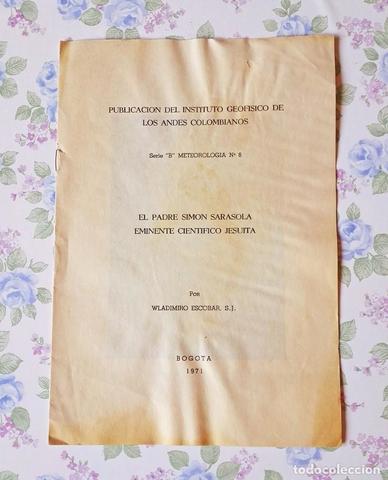 PUBLICACION DEL INSTITUTO GEOFISICO DE
LOS ANDES COLOMBIANOS
Serie "B" METEOROLOGIA Nº 8
EL PADRE SIMON SARASOLA
EMINENTE CIENTIFICO JESUITA
Por
WLADIMIRO ESCOBAR, S.J.
BOGOTA
1971
todocoleccion